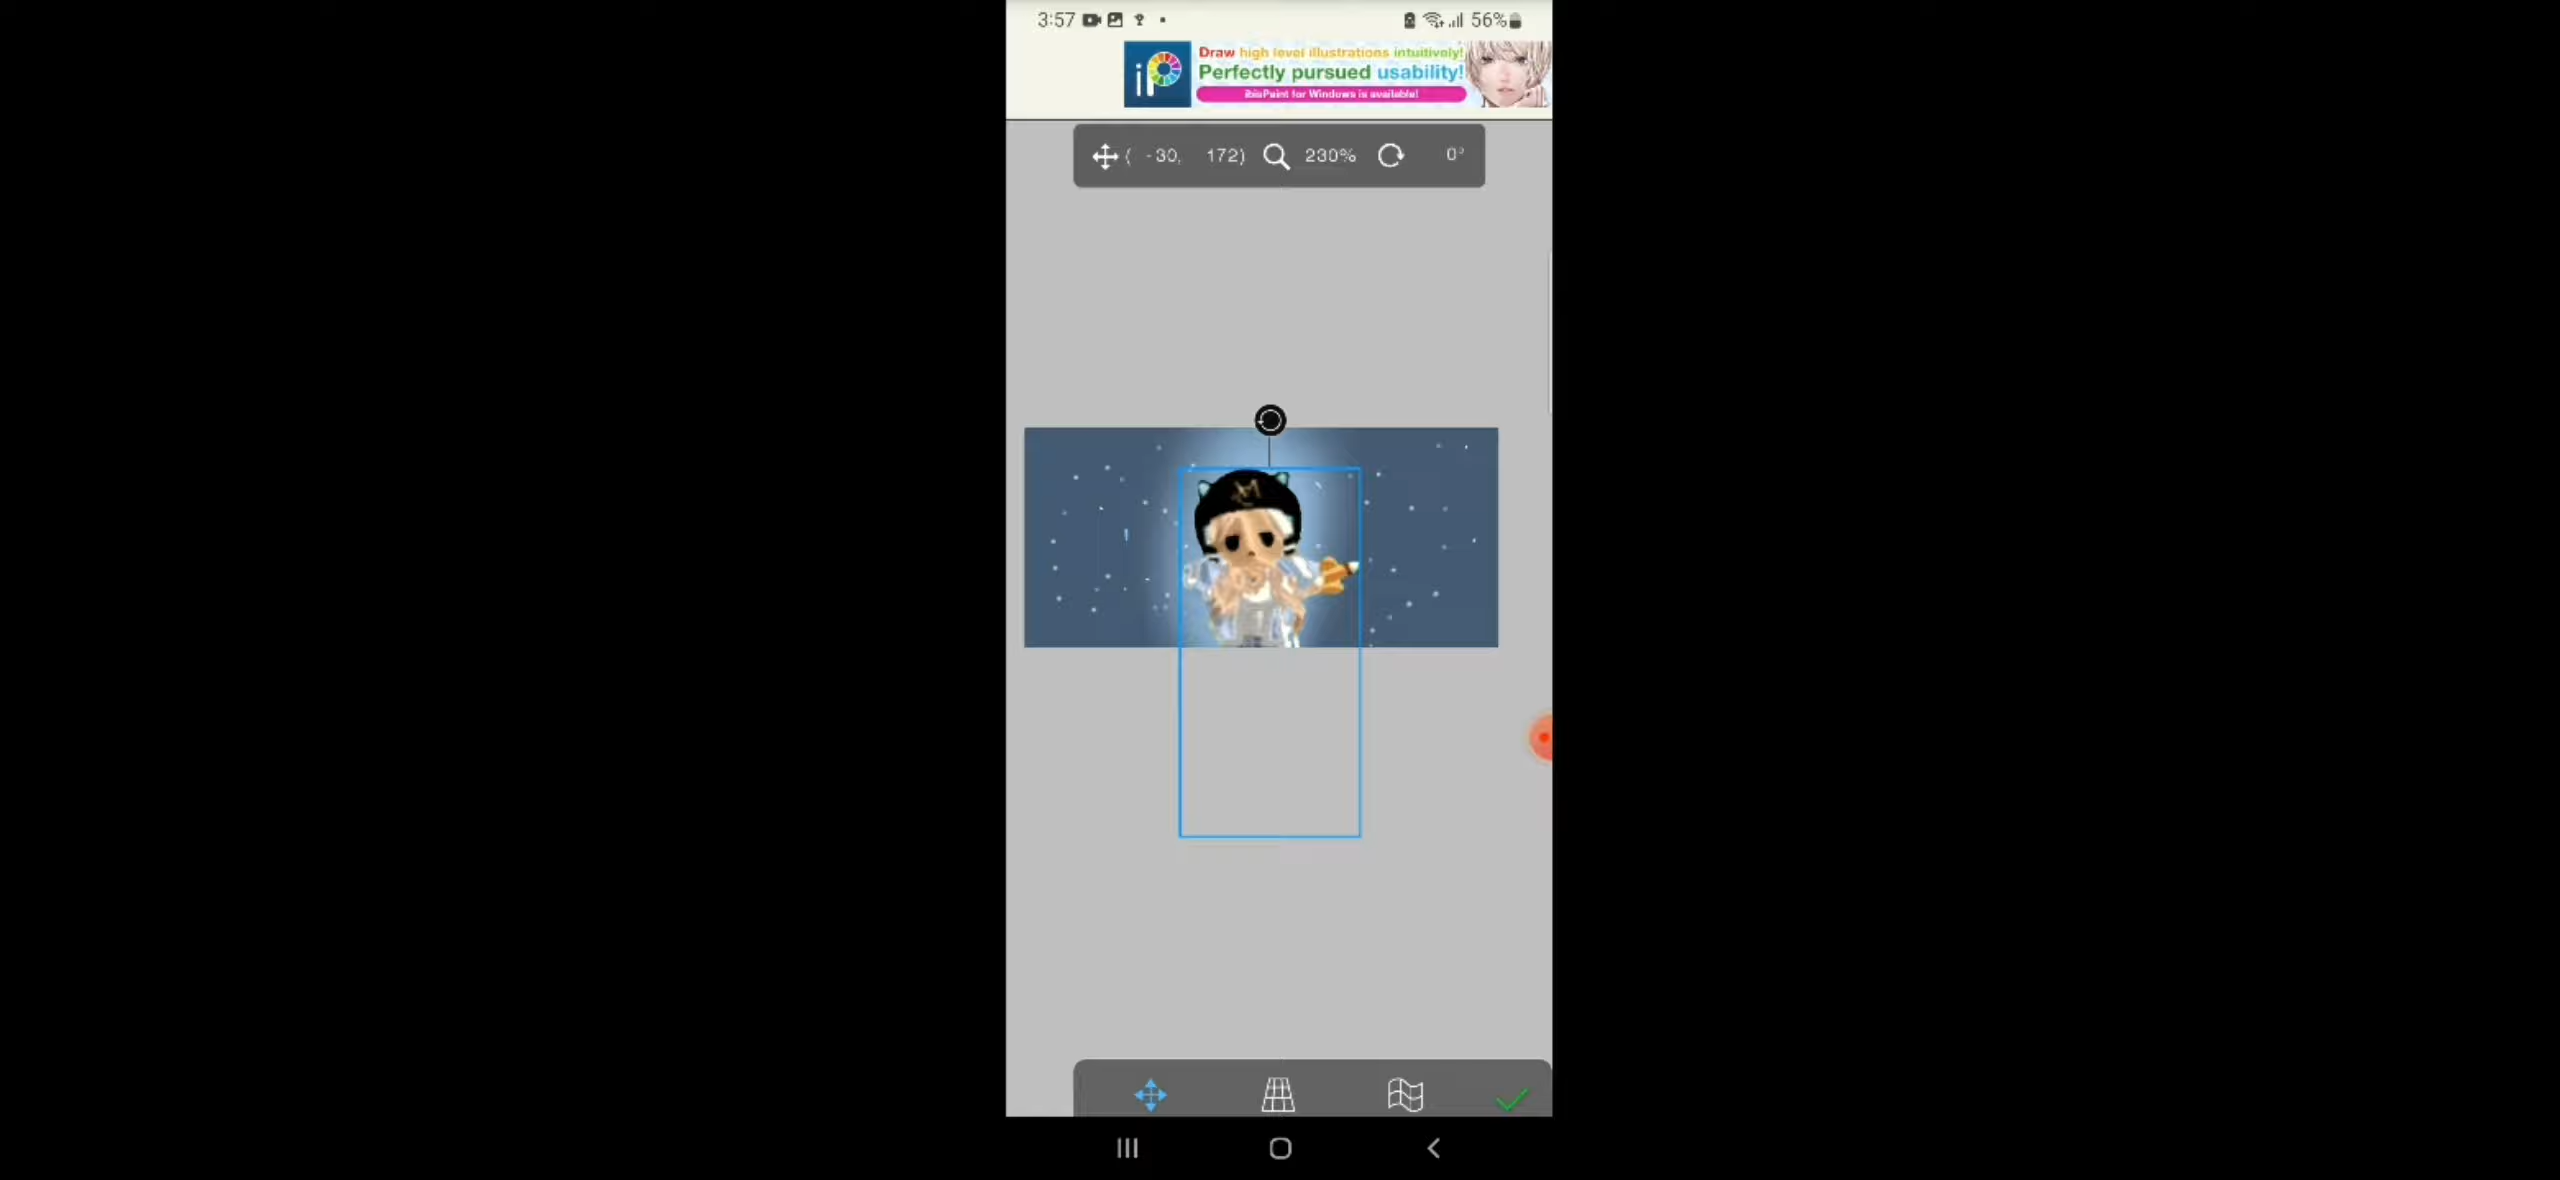 3:57
56%
iP
Draw high level illustrations intuitively!
Perfectly pursued usability!
ibisPaint for Windows is available!
( -30, 172) 230% 0°
M